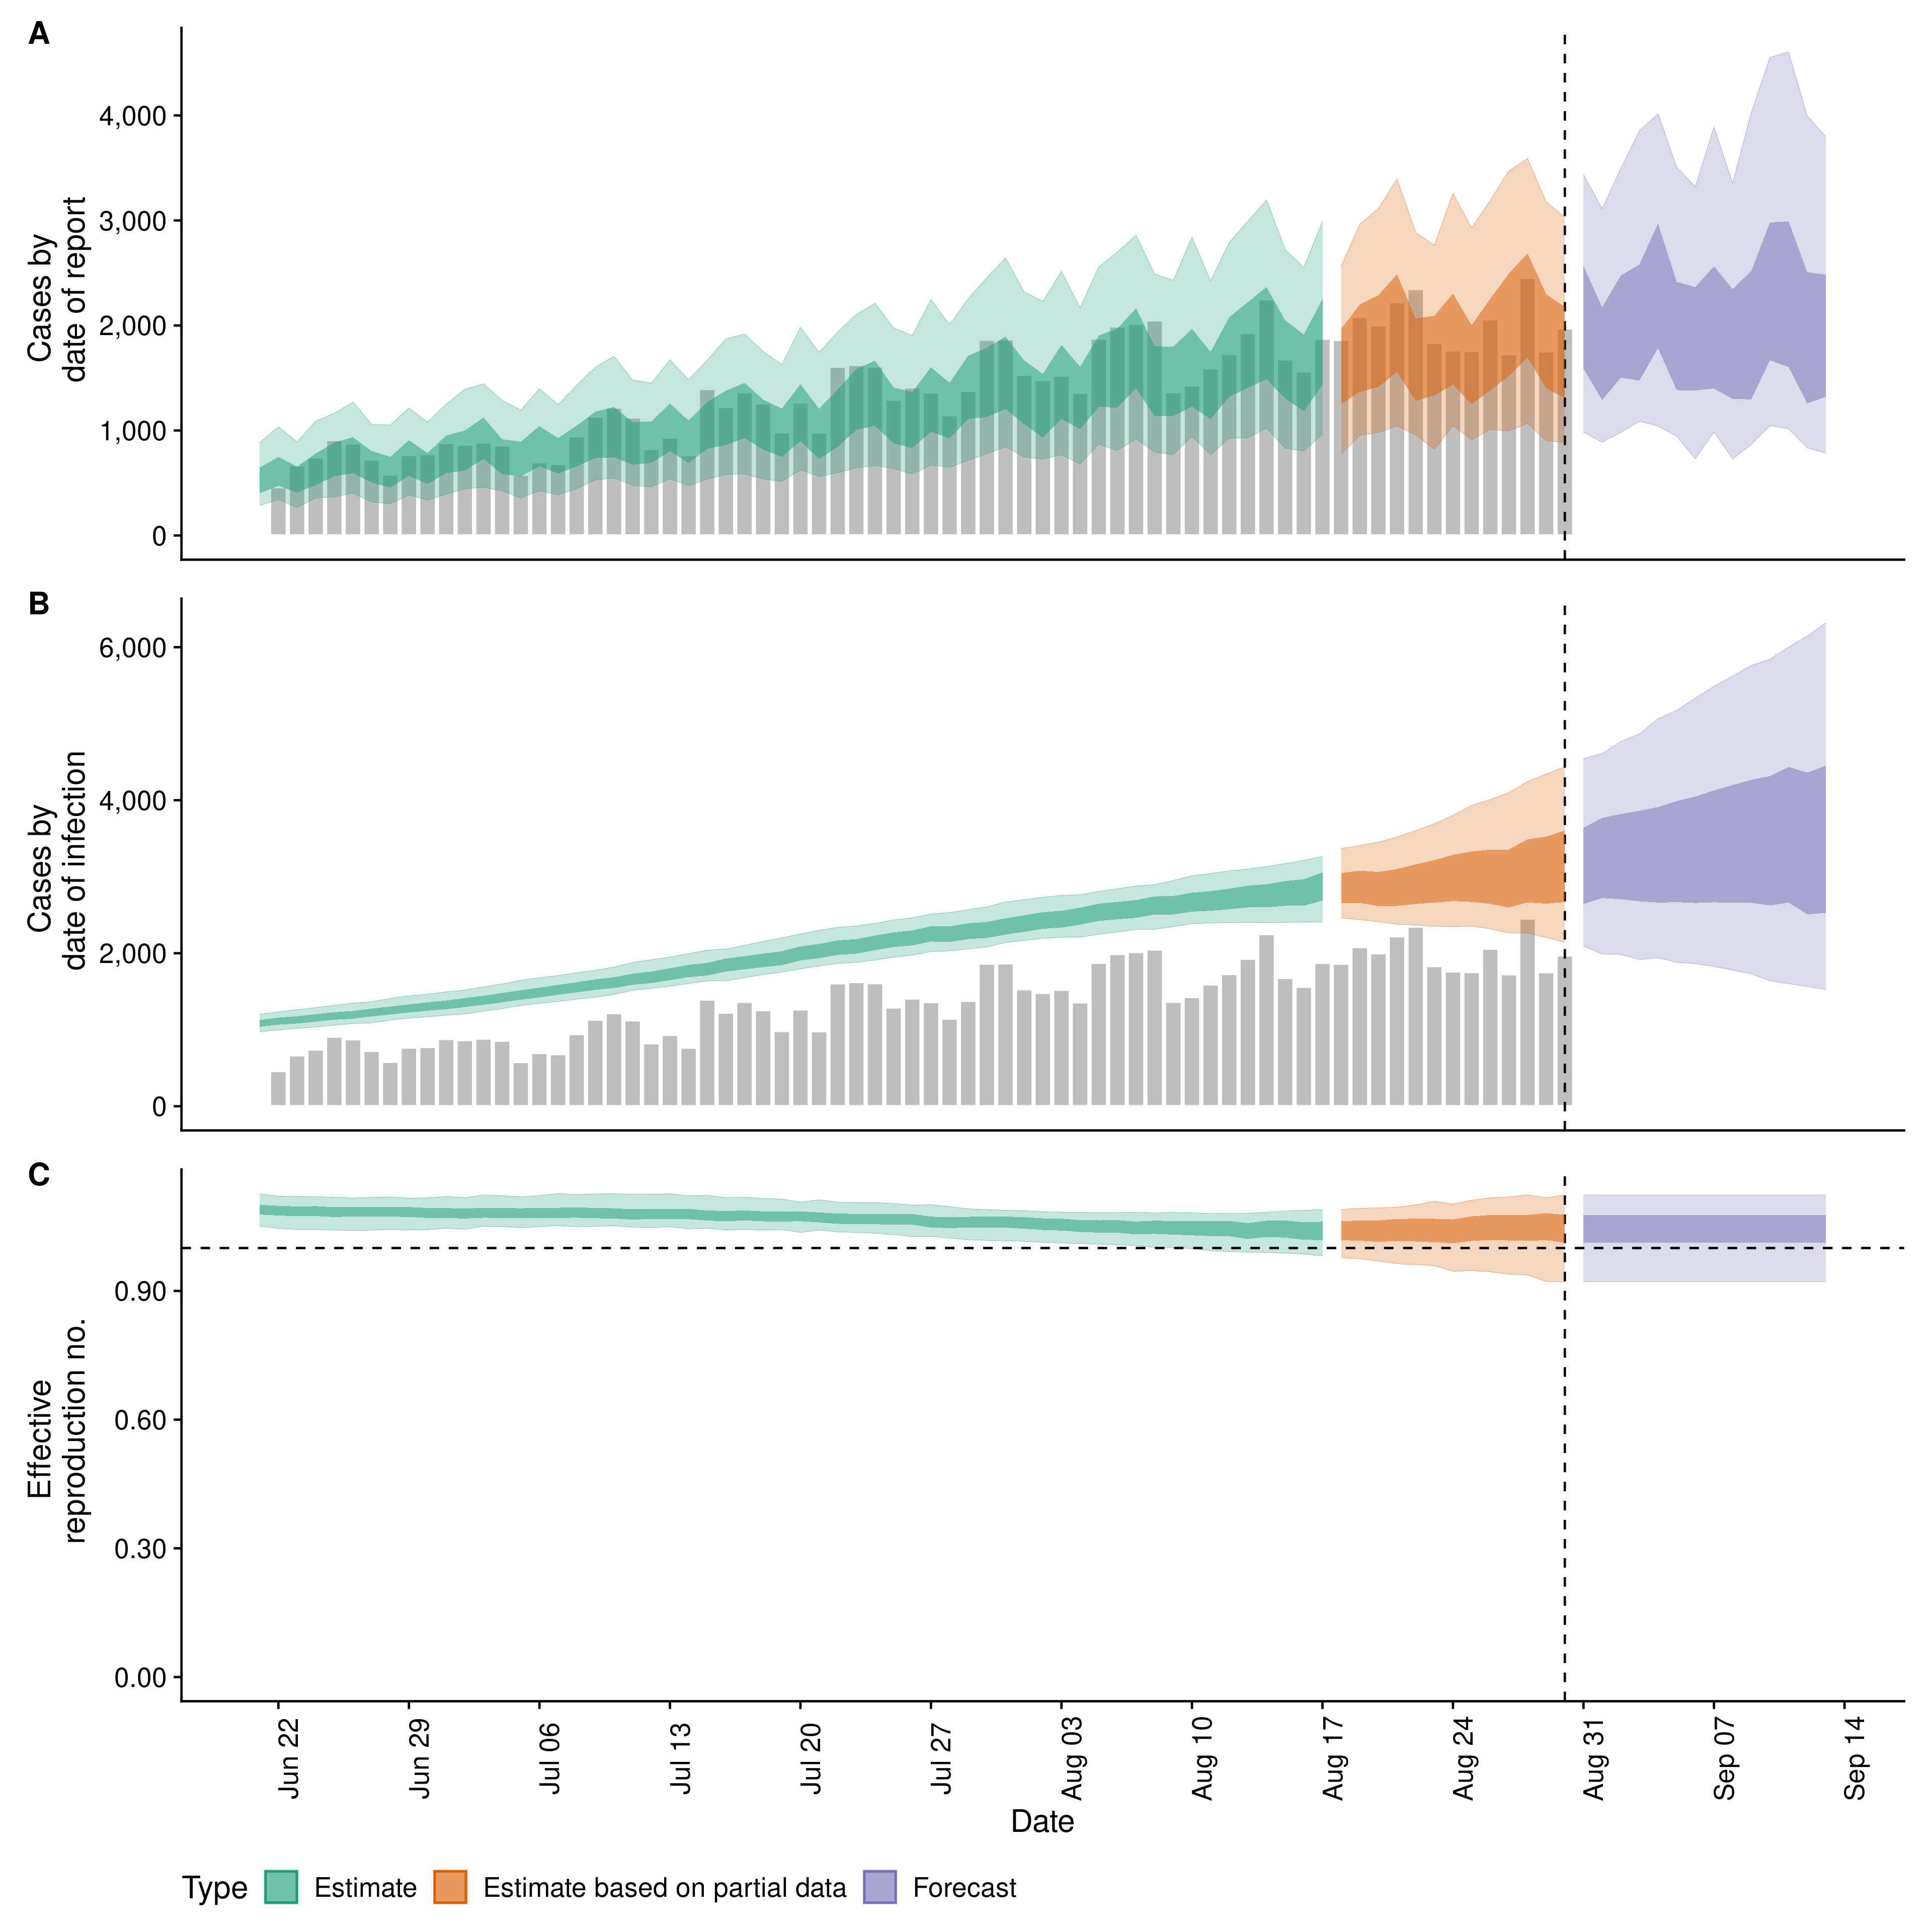 A
4,000
3,000
2,000
1,000
0
Cases by
date of report
B
6,000
4,000
2,000
0
Cases by
date of infection
C
0.90
0.60
0.30
0.00
Effective
reproduction no.
Jun 22
Jun 29
Jul 06
Jul 13
Jul 20
Jul 27
Aug 03
Aug 10
Aug 17
Aug 24
Aug 31
Sep 07
Sep 14
Date
Type Estimate Estimate based on partial data Forecast